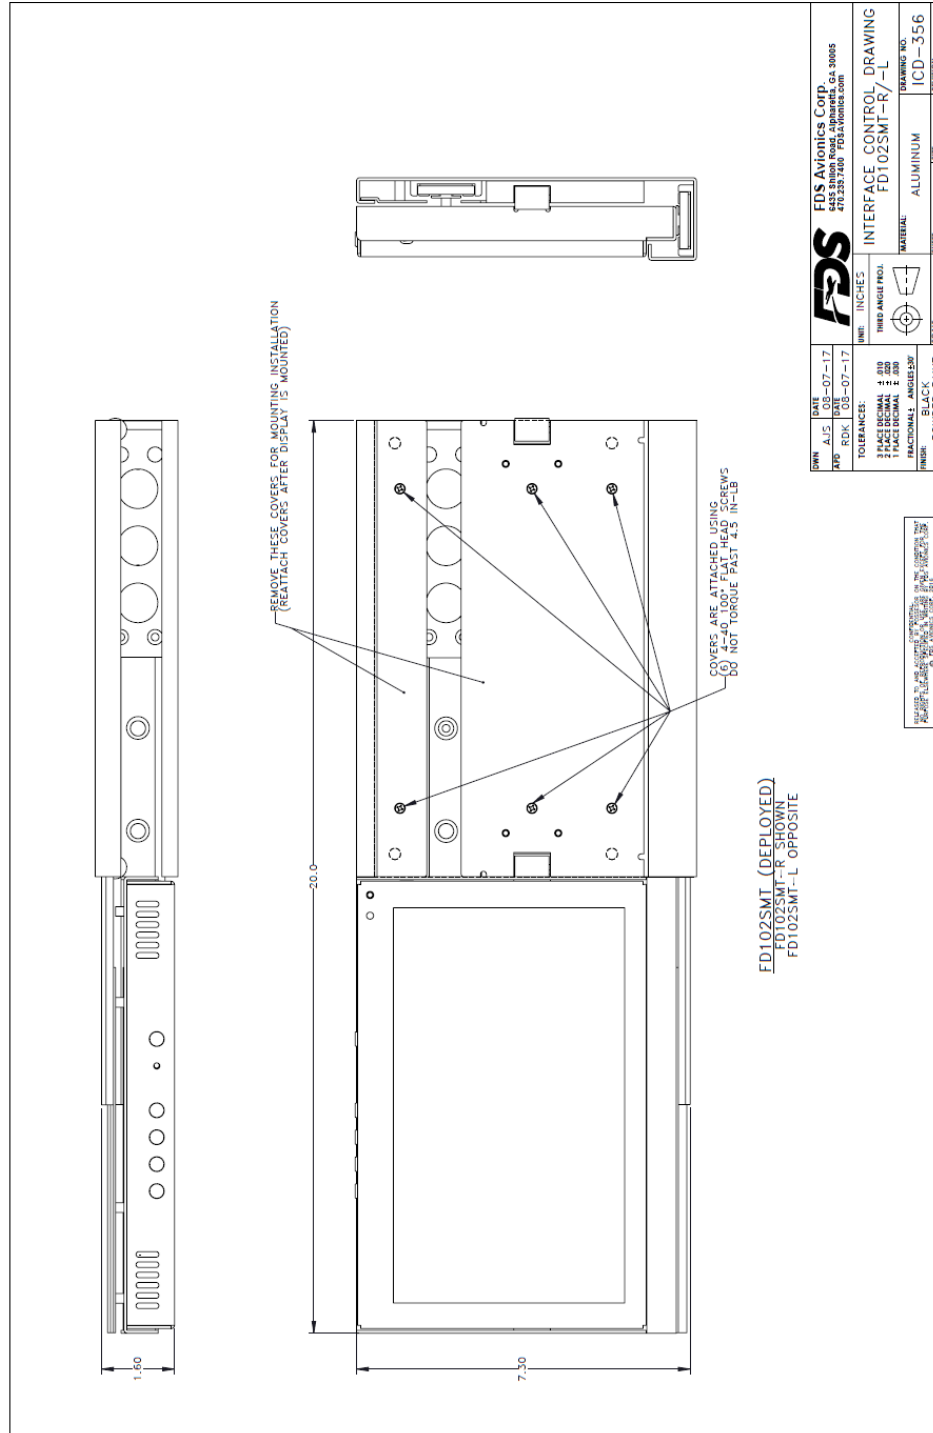 REMOVE THESE COVERS FOR MOUNTING INSTALLATION
(REATTACH COVERS AFTER DISPLAY IS MOUNTED)
20.0
1.60
7.30
COVERS ARE ATTACHED USING
(6) 4-40 100° FLAT HEAD SCREWS
DO NOT TORQUE PAST 4.5 IN-LB
FD102SMT (DEPLOYED)
FD102SMT-R SHOWN
FD102SMT-L OPPOSITE
DWN AJS DATE 08-07-17
APD RDK DATE 08-07-17
TOLERANCES:
3 PLACE DECIMAL ± .010
2 PLACE DECIMAL ± .020
1 PLACE DECIMAL ± .030
FRACTIONAL± ANGLES±30'
FINISH: BLACK
FDS
FDS Avionics Corp.
6435 Shiloh Road, Alpharetta, GA 30005
470.239.7400 FDSAvionics.com
UNIT: INCHES
THIRD ANGLE PROJ.
INTERFACE CONTROL DRAWING
FD102SMT-R/-L
MATERIAL: ALUMINUM
DRAWING NO. ICD-356